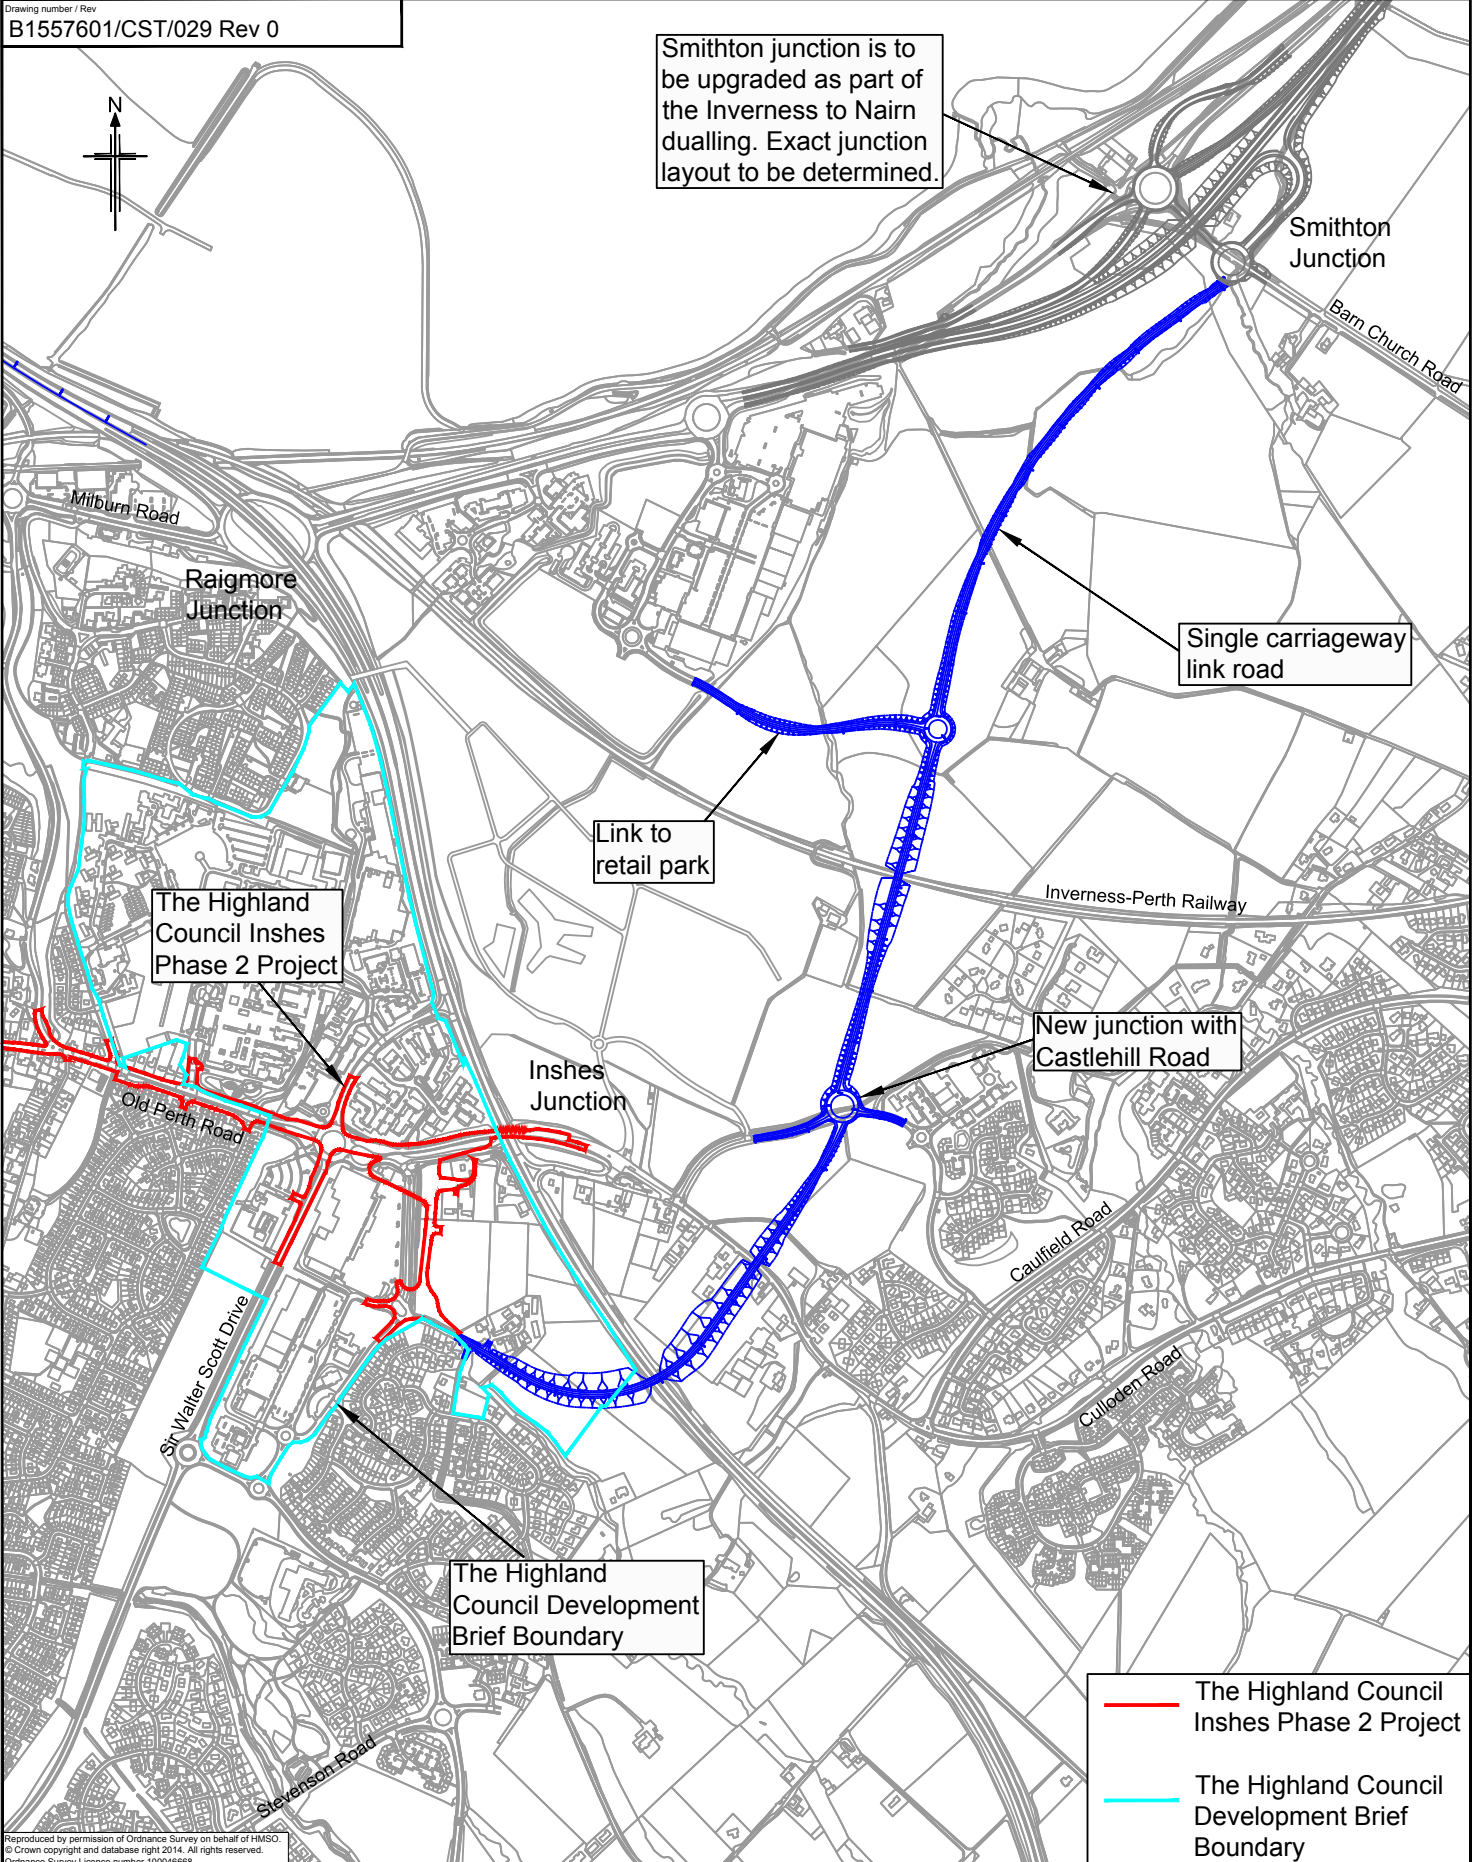 Drawing number / Rev
B1557601/CST/029 Rev 0
N
Smithton junction is to
be upgraded as part of
the Inverness to Nairn
dualling. Exact junction
layout to be determined.
Smithton
Junction
Barn Church Road
Milburn Road
Raigmore
Junction
Single carriageway
link road
Link to
retail park
Inverness-Perth Railway
The Highland
Council Inshes
Phase 2 Project
New junction with
Castlehill Road
Inshes
Junction
Old Perth Road
Caulfield Road
Sir Walter Scott Drive
Culloden Road
The Highland
Council Development
Brief Boundary
Stevenson Road
The Highland Council
Inshes Phase 2 Project
The Highland Council
Development Brief
Boundary
Reproduced by permission of Ordnance Survey on behalf of HMSO.
© Crown copyright and database right 2014. All rights reserved.
Ordnance Survey Licence number 100046668